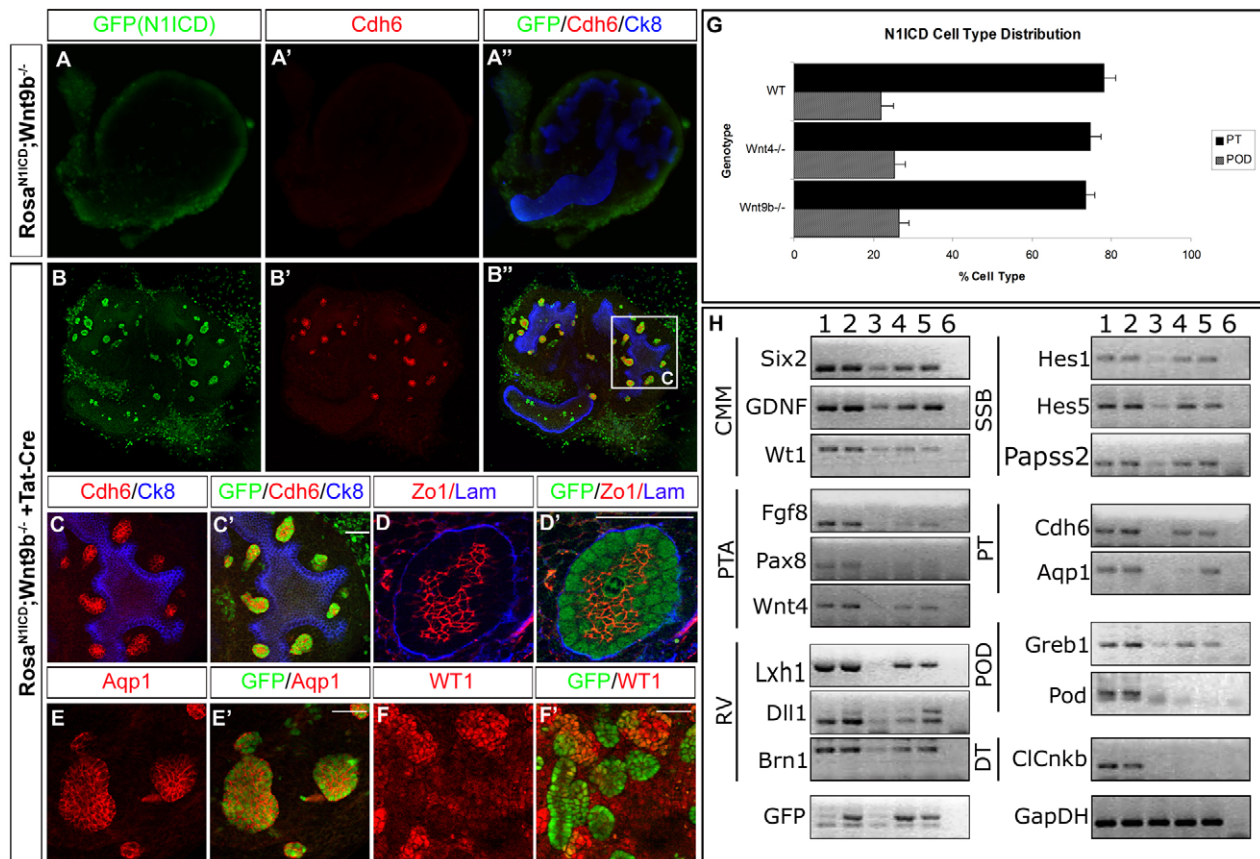 GFP(N1ICD) Cdh6 GFP/Cdh6/Ck8
Rosa^N1ICD;Wnt9b-/-
A A' A''
Rosa^N1ICD;Wnt9b-/- +Tat-Cre
B B' B''
C
Cdh6/Ck8 GFP/Cdh6/Ck8 Zo1/Lam GFP/Zo1/Lam
C C' D D'
Aqp1 GFP/Aqp1 WT1 GFP/WT1
E E' F F'
G
N1ICD Cell Type Distribution
Genotype
WT
Wnt4-/-
Wnt9b-/-
0 20 40 60 80 100
% Cell Type
PT
POD
H
1 2 3 4 5 6
CMM
Six2
GDNF
Wt1
PTA
Fgf8
Pax8
Wnt4
RV
Lxh1
Dll1
Brn1
GFP
1 2 3 4 5 6
SSB
Hes1
Hes5
Papss2
PT
Cdh6
Aqp1
POD
Greb1
Pod
DT
ClCnkb
GapDH